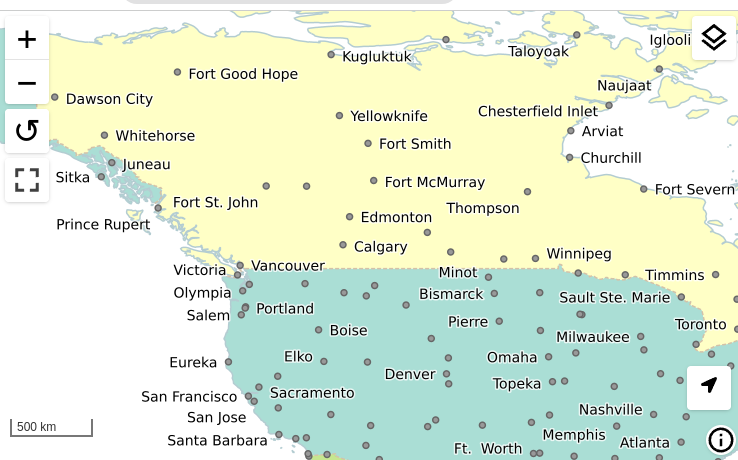 +
Kugluktuk
Taloyoak
Iglooli
−
Fort Good Hope
Naujaat
Dawson City
Chesterfield Inlet
Yellowknife
Whitehorse
Arviat
Fort Smith
Juneau
Churchill
Sitka
Fort McMurray
Fort Severn
Fort St. John
Thompson
Prince Rupert
Edmonton
Calgary
Winnipeg
Victoria
Vancouver
Minot
Timmins
Olympia
Bismarck
Sault Ste. Marie
Portland
Salem
Pierre
Toronto
Boise
Milwaukee
Eureka
Elko
Omaha
Denver
Topeka
San Francisco
Sacramento
Nashville
San Jose
500 km
Santa Barbara
Memphis
Atlanta
Ft. Worth